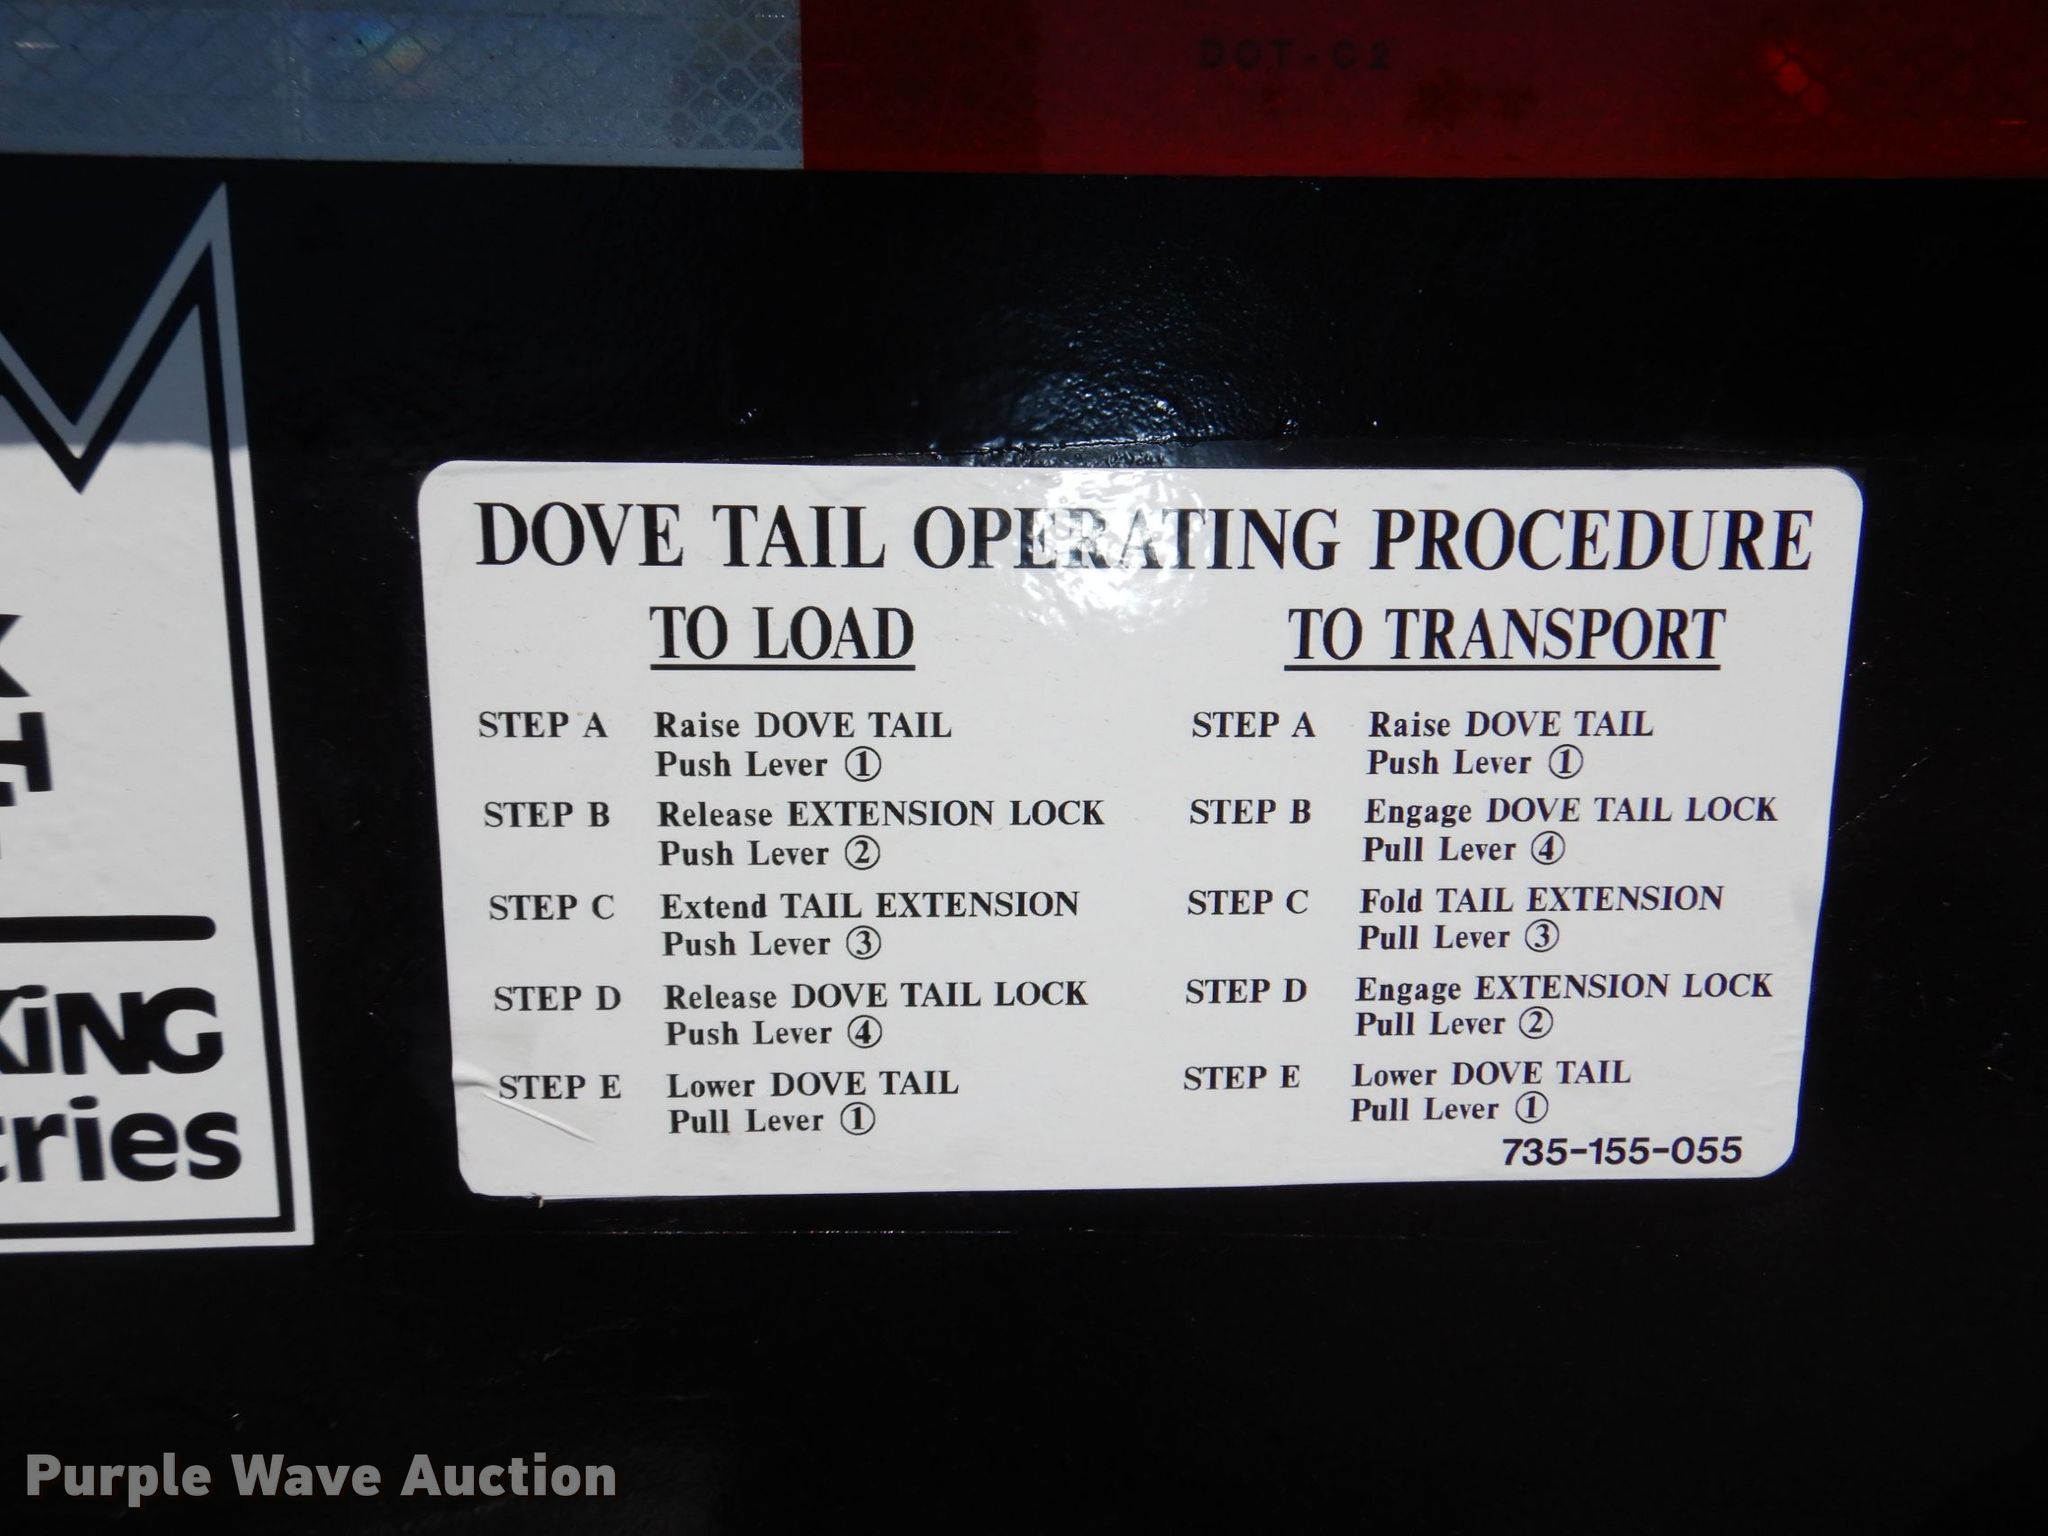 DOT-C2
DOVE TAIL OPERATING PROCEDURE
TO LOAD
STEP A Raise DOVE TAIL
Push Lever ①
STEP B Release EXTENSION LOCK
Push Lever ②
STEP C Extend TAIL EXTENSION
Push Lever ③
STEP D Release DOVE TAIL LOCK
Push Lever ④
STEP E Lower DOVE TAIL
Pull Lever ①
TO TRANSPORT
STEP A Raise DOVE TAIL
Push Lever ①
STEP B Engage DOVE TAIL LOCK
Pull Lever ④
STEP C Fold TAIL EXTENSION
Pull Lever ③
STEP D Engage EXTENSION LOCK
Pull Lever ②
STEP E Lower DOVE TAIL
Pull Lever ①
735-155-055
Purple Wave Auction